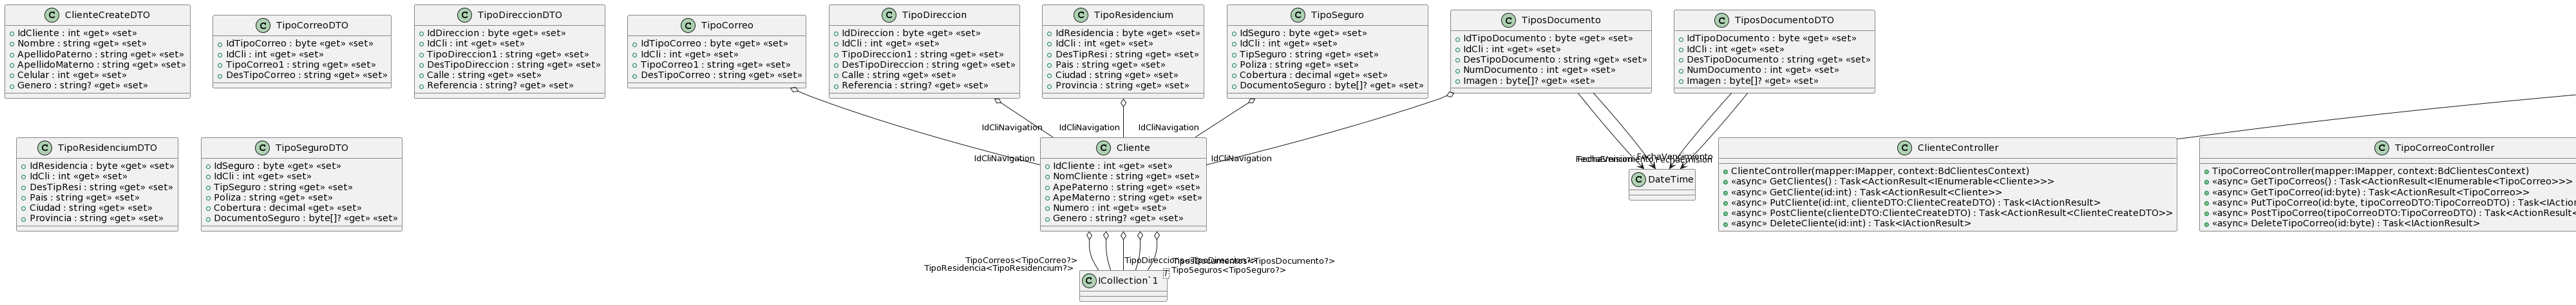 ClienteCreateDTO
IdCliente : int «get» «set»
Nombre : string «get» «set»
ApellidoPaterno : string «get» «set»
ApellidoMaterno : string «get» «set»
Celular : int «get» «set»
Genero : string? «get» «set»
TipoCorreoDTO
IdTipoCorreo : byte «get» «set»
IdCli : int «get» «set»
TipoCorreo1 : string «get» «set»
DesTipoCorreo : string «get» «set»
TipoDireccionDTO
IdDireccion : byte «get» «set»
IdCli : int «get» «set»
TipoDireccion1 : string «get» «set»
DesTipoDireccion : string «get» «set»
Calle : string «get» «set»
Referencia : string? «get» «set»
TipoCorreo
IdTipoCorreo : byte «get» «set»
IdCli : int «get» «set»
TipoCorreo1 : string «get» «set»
DesTipoCorreo : string «get» «set»
TipoDireccion
IdDireccion : byte «get» «set»
IdCli : int «get» «set»
TipoDireccion1 : string «get» «set»
DesTipoDireccion : string «get» «set»
Calle : string «get» «set»
Referencia : string? «get» «set»
TipoResidencium
IdResidencia : byte «get» «set»
IdCli : int «get» «set»
DesTipResi : string «get» «set»
Pais : string «get» «set»
Ciudad : string «get» «set»
Provincia : string «get» «set»
TipoSeguro
IdSeguro : byte «get» «set»
IdCli : int «get» «set»
TipSeguro : string «get» «set»
Poliza : string «get» «set»
Cobertura : decimal «get» «set»
DocumentoSeguro : byte[]? «get» «set»
TiposDocumento
IdTipoDocumento : byte «get» «set»
IdCli : int «get» «set»
DesTipoDocumento : string «get» «set»
NumDocumento : int «get» «set»
Imagen : byte[]? «get» «set»
TiposDocumentoDTO
IdTipoDocumento : byte «get» «set»
IdCli : int «get» «set»
DesTipoDocumento : string «get» «set»
NumDocumento : int «get» «set»
Imagen : byte[]? «get» «set»
IdCliNavigation
IdCliNavigation
IdCliNavigation
IdCliNavigation
IdCliNavigation
FechaEmision
FechaVencimiento
FechaEmision
TipoResidenciumDTO
IdResidencia : byte «get» «set»
IdCli : int «get» «set»
DesTipResi : string «get» «set»
Pais : string «get» «set»
Ciudad : string «get» «set»
Provincia : string «get» «set»
TipoSeguroDTO
IdSeguro : byte «get» «set»
IdCli : int «get» «set»
TipSeguro : string «get» «set»
Poliza : string «get» «set»
Cobertura : decimal «get» «set»
DocumentoSeguro : byte[]? «get» «set»
Cliente
IdCliente : int «get» «set»
NomCliente : string «get» «set»
ApePaterno : string «get» «set»
ApeMaterno : string «get» «set»
Numero : int «get» «set»
Genero : string? «get» «set»
DateTime
ClienteController
ClienteController(mapper:IMapper, context:BdClientesContext)
«async» GetClientes() : Task<ActionResult<IEnumerable<Cliente>>>
«async» GetCliente(id:int) : Task<ActionResult<Cliente>>
«async» PutCliente(id:int, clienteDTO:ClienteCreateDTO) : Task<IActionResult>
«async» PostCliente(clienteDTO:ClienteCreateDTO) : Task<ActionResult<ClienteCreateDTO>>
«async» DeleteCliente(id:int) : Task<IActionResult>
TipoCorreoController
TipoCorreoController(mapper:IMapper, context:BdClientesContext)
«async» GetTipoCorreos() : Task<ActionResult<IEnumerable<TipoCorreo>>>
«async» GetTipoCorreo(id:byte) : Task<ActionResult<TipoCorreo>>
«async» PutTipoCorreo(id:byte, tipoCorreoDTO:TipoCorreoDTO) : Task<IAction
«async» PostTipoCorreo(tipoCorreoDTO:TipoCorreoDTO) : Task<ActionResult<
«async» DeleteTipoCorreo(id:byte) : Task<IActionResult>
TipoCorreos<TipoCorreo?>
TipoResidencia<TipoResidencium?>
TiposDocumentos<TiposDocumento?>
TipoSeguros<TipoSeguro?>
ICollection`1
T